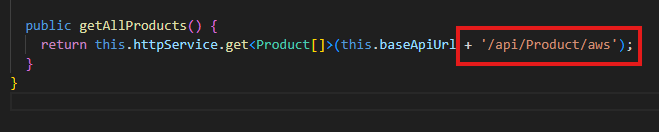 public getAllProducts() {
return this.httpService.get<Product[]>(this.baseApiUrl + '/api/Product/aws');
}
}